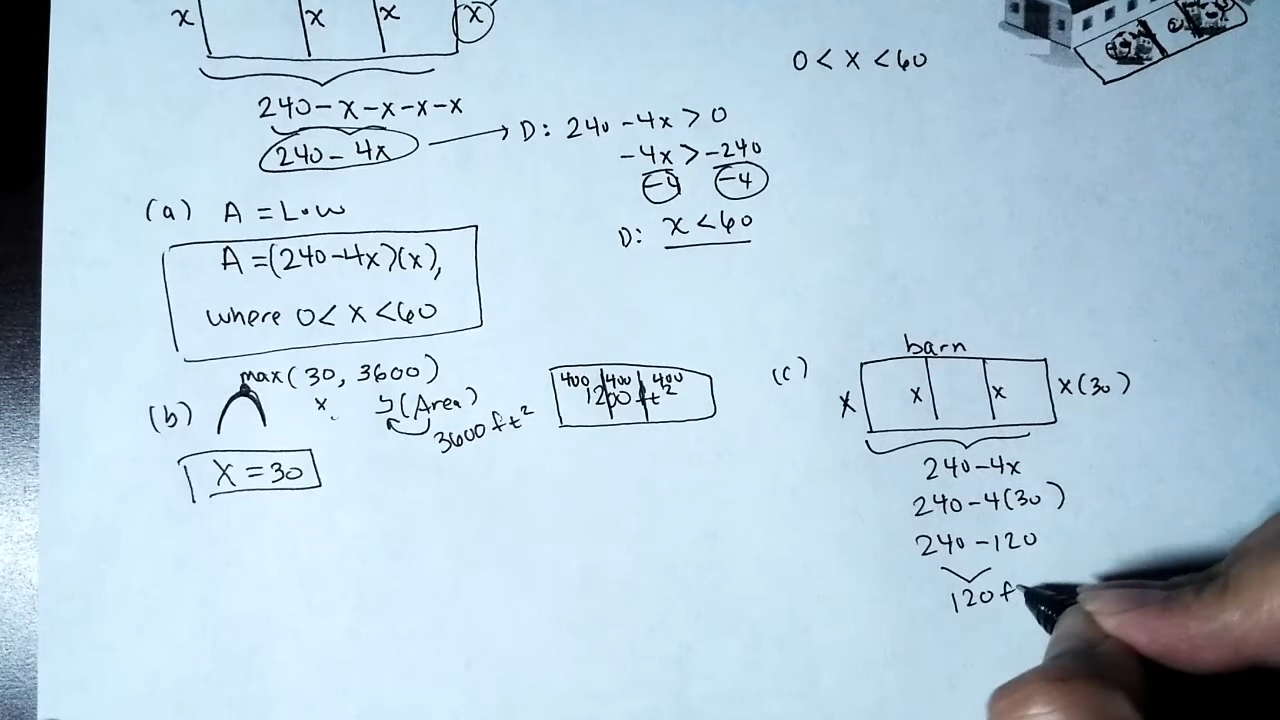 x x x x
0 < x < 60
240 - x - x - x - x
240 - 4x
D: 240 - 4x > 0
-4x > -240
-4 -4
D: x < 60
(a) A = L•w
A = (240-4x)(x),
where 0 < x < 60
(b) max(30, 3600)
x y(Area)
3600 ft²
x = 30
400 400 400
1200 ft²
(c) barn
x x x x(30)
240-4x
240-4(30)
240-120
120 f